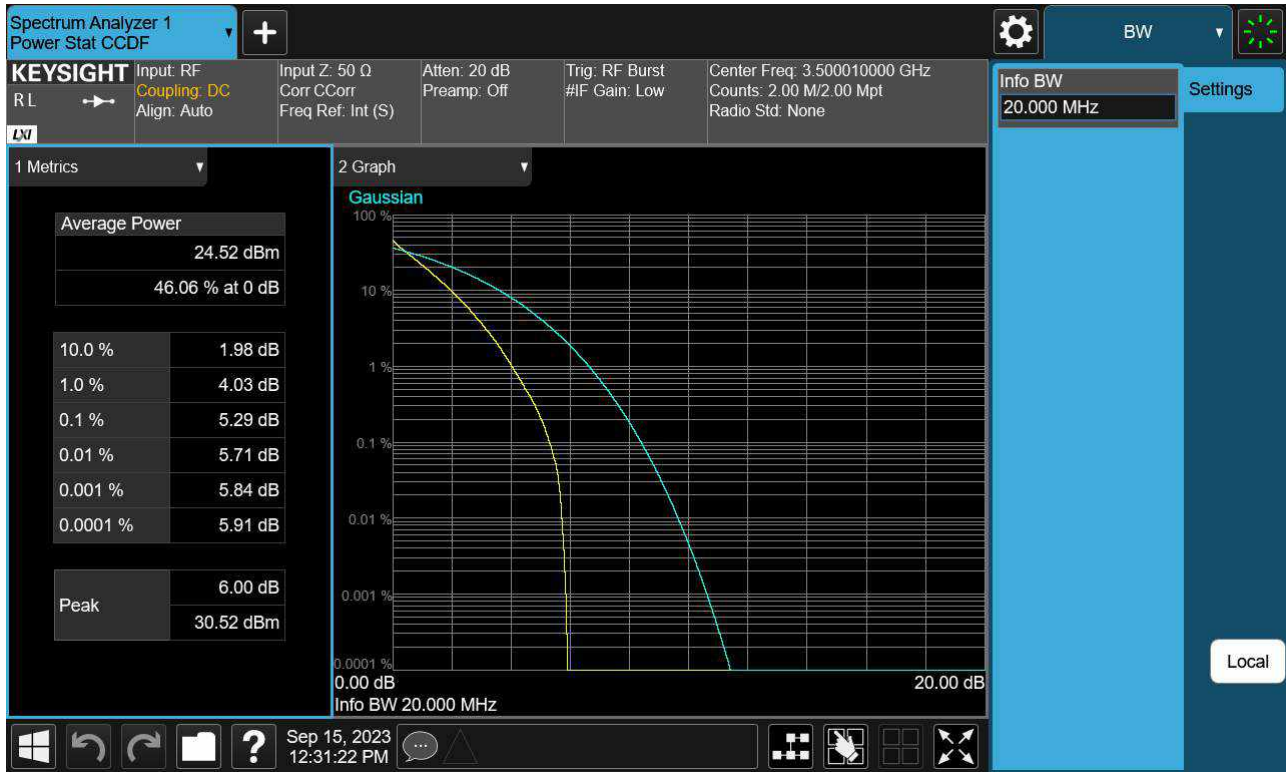 Spectrum Analyzer 1
Power Stat CCDF
BW
KEYSIGHT
RL
LXI
Input: RF
Coupling: DC
Align: Auto
Input Z: 50 Ω
Corr CCorr
Freq Ref: Int (S)
Atten: 20 dB
Preamp: Off
Trig: RF Burst
#IF Gain: Low
Center Freq: 3.500010000 GHz
Counts: 2.00 M/2.00 Mpt
Radio Std: None
Info BW
20.000 MHz
Settings
1 Metrics
Average Power
24.52 dBm
46.06 % at 0 dB
10.0 % 1.98 dB
1.0 % 4.03 dB
0.1 % 5.29 dB
0.01 % 5.71 dB
0.001 % 5.84 dB
0.0001 % 5.91 dB
Peak
6.00 dB
30.52 dBm
2 Graph
Gaussian
100 %
10 %
1 %
0.1 %
0.01 %
0.001 %
0.0001 %
0.00 dB 20.00 dB
Info BW 20.000 MHz
Local
?
Sep 15, 2023
12:31:22 PM